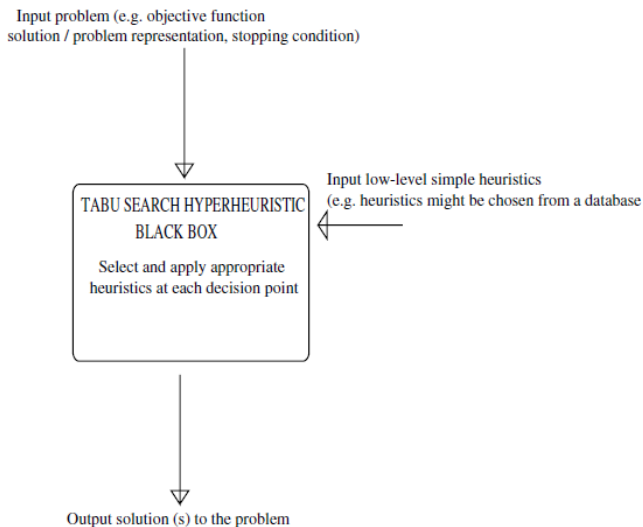 Input problem (e.g. objective function
solution / problem representation, stopping condition)
Input low-level simple heuristics
(e.g. heuristics might be chosen from a database
TABU SEARCH HYPERHEURISTIC
BLACK BOX
Select and apply appropriate
heuristics at each decision point
Output solution (s) to the problem